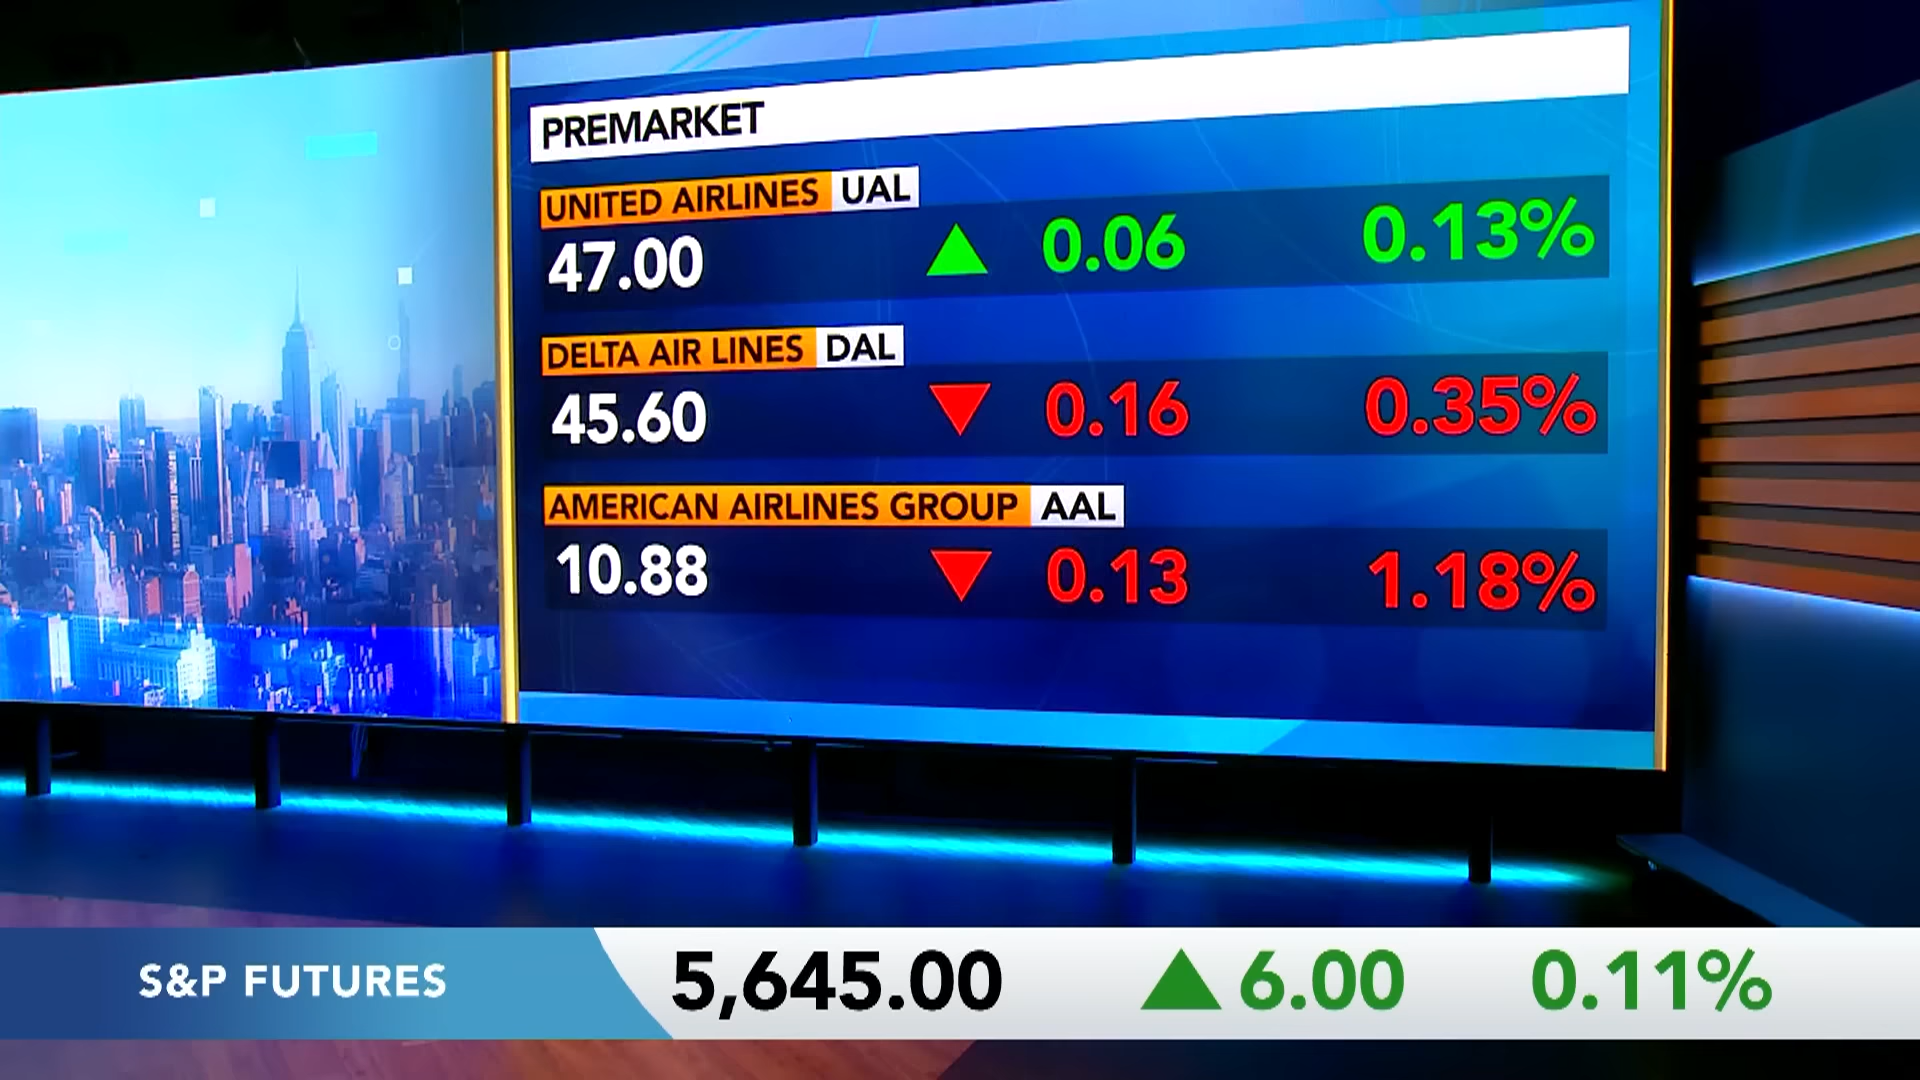 PREMARKET
UNITED AIRLINES UAL
47.00 ▲ 0.06 0.13%
DELTA AIR LINES DAL
45.60 ▼ 0.16 0.35%
AMERICAN AIRLINES GROUP AAL
10.88 ▼ 0.13 1.18%
S&P FUTURES 5,645.00 ▲ 6.00 0.11%